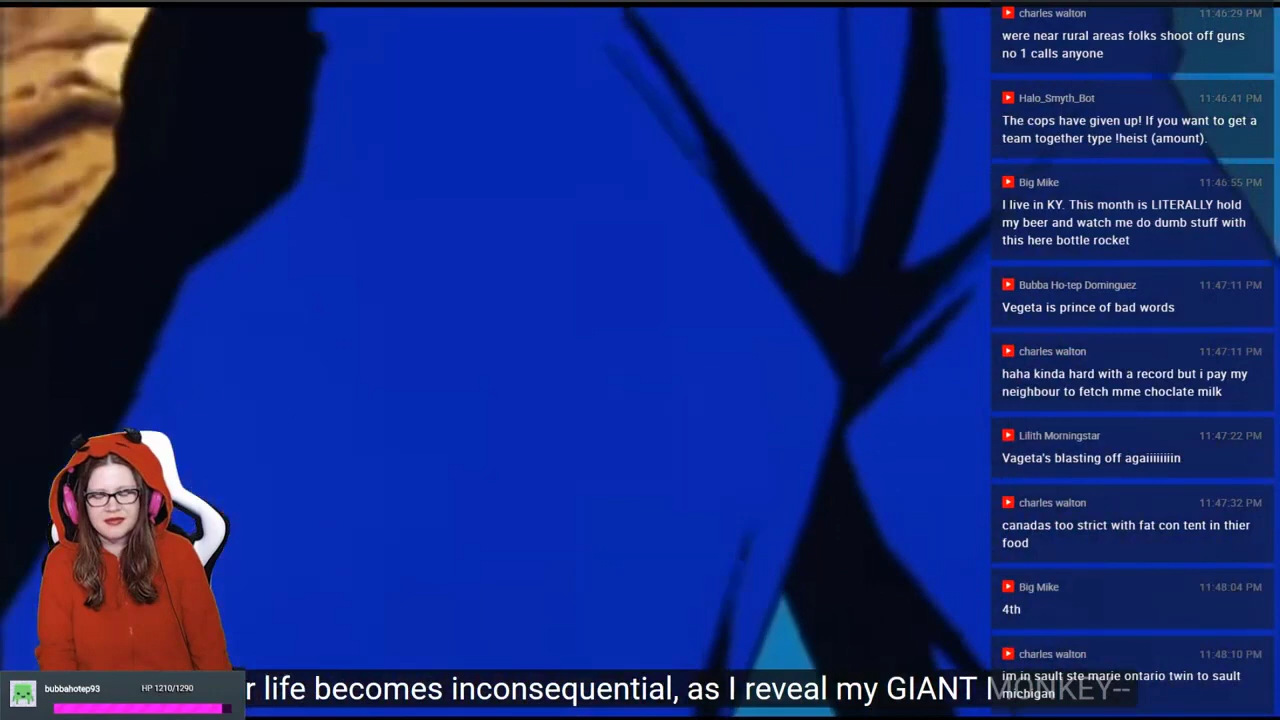 charles walton 11:46:29 PM
were near rural areas folks shoot off guns
no 1 calls anyone
Halo_Smyth_Bot 11:46:41 PM
The cops have given up! If you want to get a
team together type !heist (amount).
Big Mike 11:46:55 PM
I live in KY. This month is LITERALLY hold
my beer and watch me do dumb stuff with
this here bottle rocket
Bubba Ho-tep Dominguez 11:47:11 PM
Vegeta is prince of bad words
charles walton 11:47:11 PM
haha kinda hard with a record but i pay my
neighbour to fetch mme choclate milk
Lilith Morningstar 11:47:22 PM
Vageta's blasting off agaiiiiiiiin
charles walton 11:47:32 PM
canadas too strict with fat con tent in thier
food
Big Mike 11:48:04 PM
4th
charles walton 11:48:10 PM
im in sault ste marie ontario twin to sault
michigan
bubbahotep93 HP 1210/1290
r life becomes inconsequential, as I reveal my GIANT MONKEY--